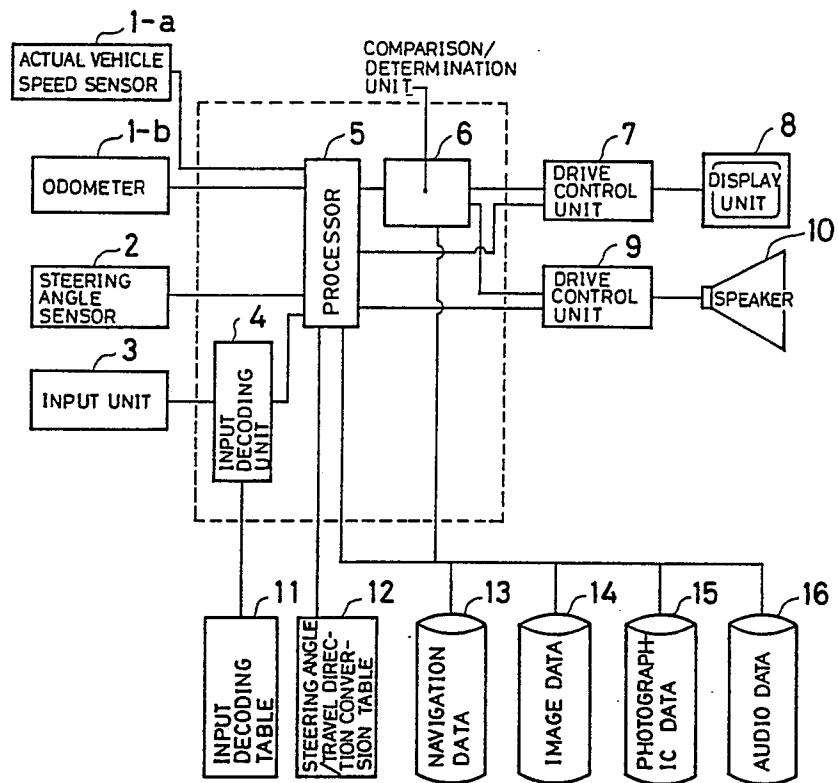 1-a
ACTUAL VEHICLE
SPEED SENSOR
COMPARISON/
DETERMINATION
UNIT
1-b
ODOMETER
5
PROCESSOR
6
7
DRIVE
CONTROL
UNIT
8
DISPLAY
UNIT
2
STEERING
ANGLE
SENSOR
9
DRIVE
CONTROL
UNIT
10
SPEAKER
3
INPUT UNIT
4
INPUT DECODING
UNIT
11
INPUT
DECODING
TABLE
12
STEERING ANGLE
/TRAVEL DIREC-
TION CONVER-
SION TABLE
13
NAVIGATION
DATA
14
IMAGE DATA
15
PHOTOGRAPH-
IC DATA
16
AUDIO DATA